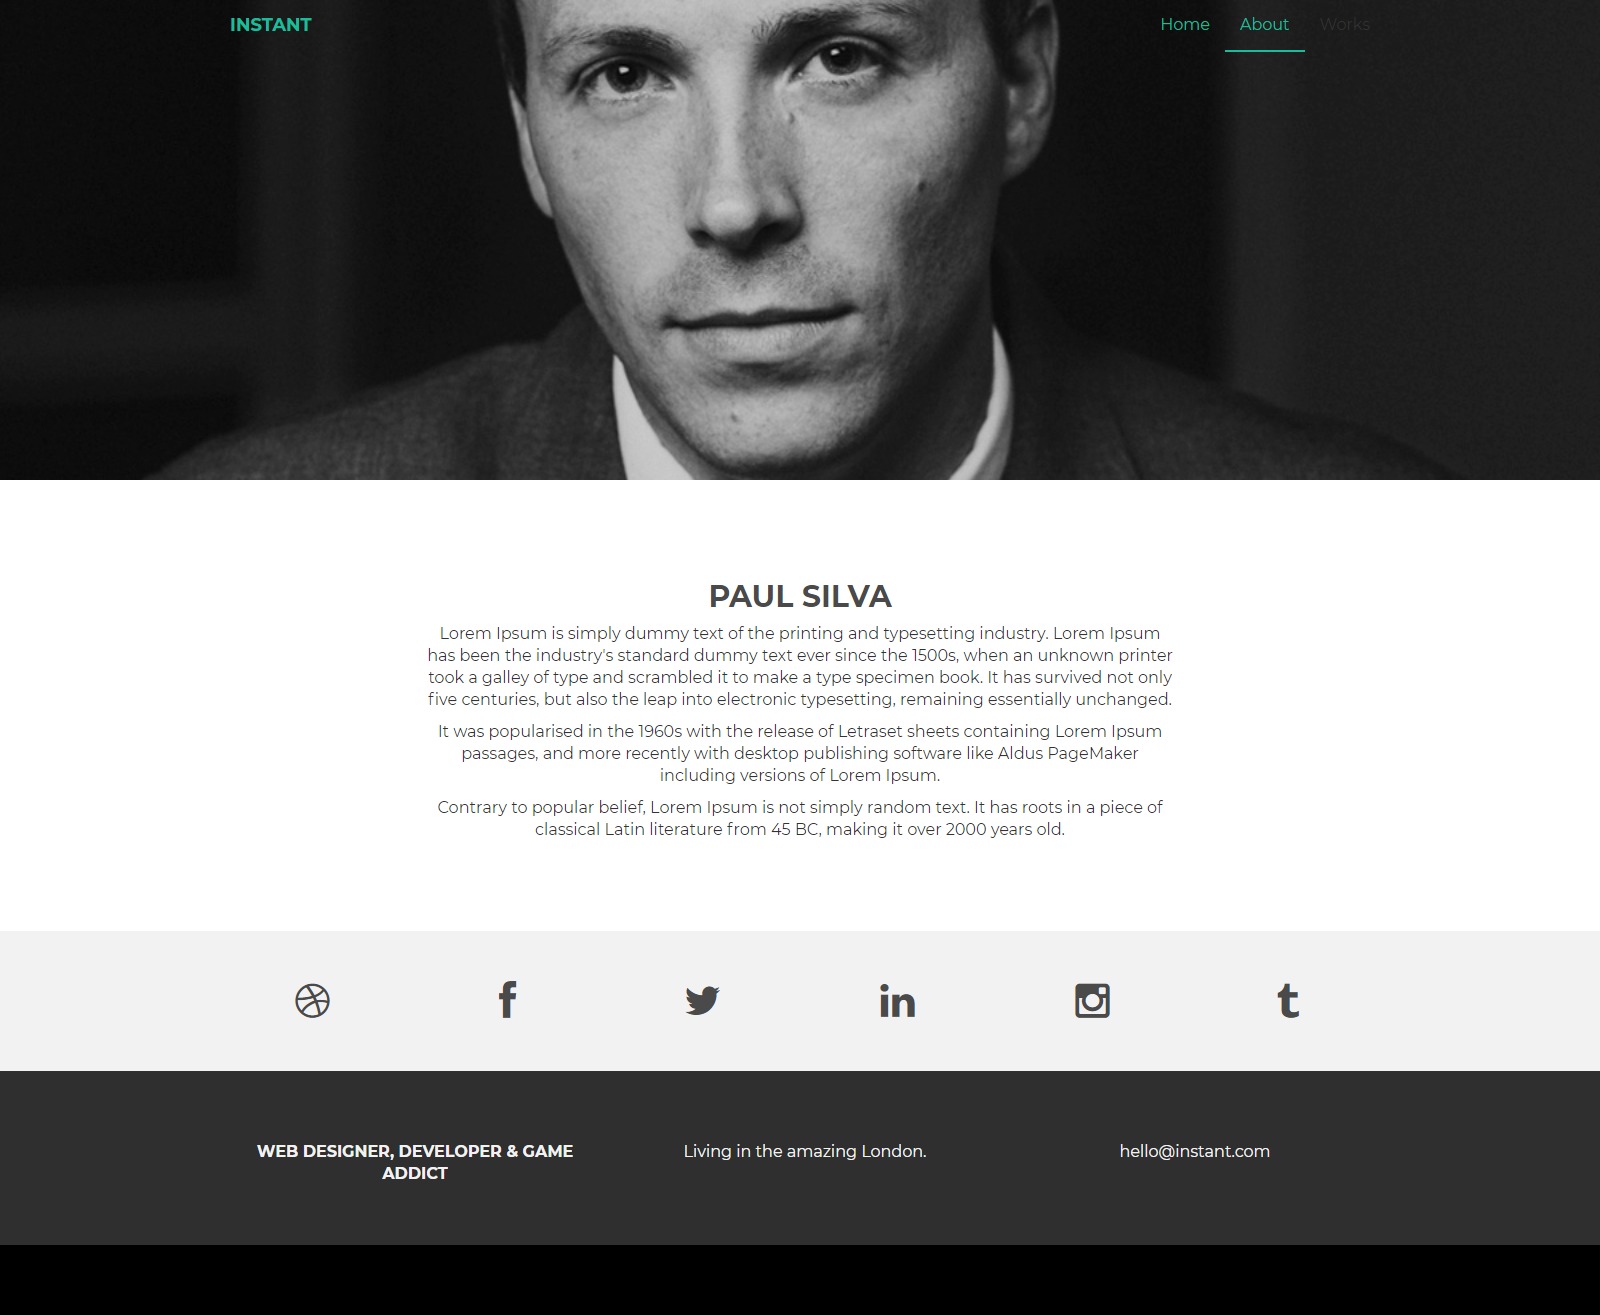 INSTANT
Home About Works
PAUL SILVA
Lorem Ipsum is simply dummy text of the printing and typesetting industry. Lorem Ipsum
has been the industry's standard dummy text ever since the 1500s, when an unknown printer
took a galley of type and scrambled it to make a type specimen book. It has survived not only
five centuries, but also the leap into electronic typesetting, remaining essentially unchanged.
It was popularised in the 1960s with the release of Letraset sheets containing Lorem Ipsum
passages, and more recently with desktop publishing software like Aldus PageMaker
including versions of Lorem Ipsum.
Contrary to popular belief, Lorem Ipsum is not simply random text. It has roots in a piece of
classical Latin literature from 45 BC, making it over 2000 years old.
WEB DESIGNER, DEVELOPER & GAME
ADDICT
Living in the amazing London.
hello@instant.com